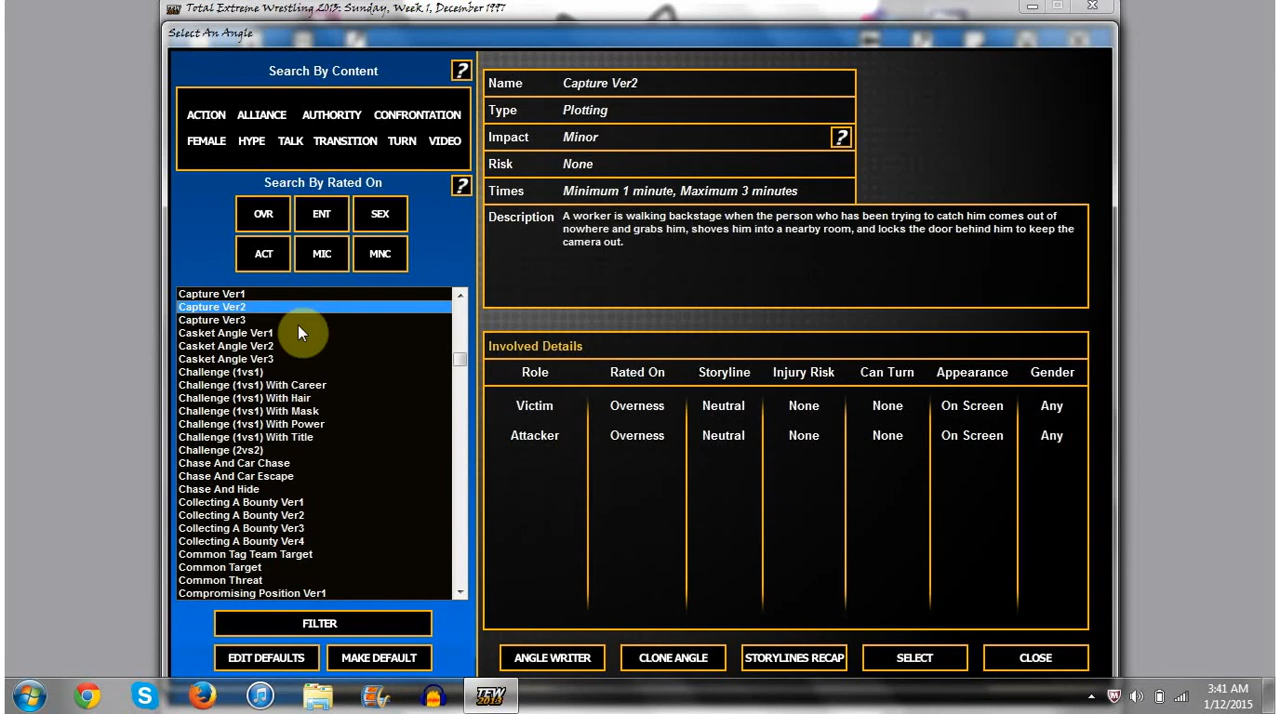 Total Extreme Wrestling 2013: Sunday, Week 1, December 1997
Select An Angle
Search By Content ?
ACTION ALLIANCE AUTHORITY CONFRONTATION
FEMALE HYPE TALK TRANSITION TURN VIDEO
Search By Rated On ?
OVR ENT SEX
ACT MIC MNC
Capture Ver1
Capture Ver2
Capture Ver3
Casket Angle Ver1
Casket Angle Ver2
Casket Angle Ver3
Challenge (1vs1)
Challenge (1vs1) With Career
Challenge (1vs1) With Hair
Challenge (1vs1) With Mask
Challenge (1vs1) With Power
Challenge (1vs1) With Title
Challenge (2vs2)
Chase And Car Chase
Chase And Car Escape
Chase And Hide
Collecting A Bounty Ver1
Collecting A Bounty Ver2
Collecting A Bounty Ver3
Collecting A Bounty Ver4
Common Tag Team Target
Common Target
Common Threat
Compromising Position Ver1
FILTER
EDIT DEFAULTS MAKE DEFAULT
Name Capture Ver2
Type Plotting
Impact Minor ?
Risk None
Times Minimum 1 minute, Maximum 3 minutes
Description A worker is walking backstage when the person who has been trying to catch him comes out of
nowhere and grabs him, shoves him into a nearby room, and locks the door behind him to keep the
camera out.
Involved Details
Role Rated On Storyline Injury Risk Can Turn Appearance Gender
Victim Overness Neutral None None On Screen Any
Attacker Overness Neutral None None On Screen Any
ANGLE WRITER CLONE ANGLE STORYLINES RECAP SELECT CLOSE
TEW
2013
3:41 AM
1/12/2015